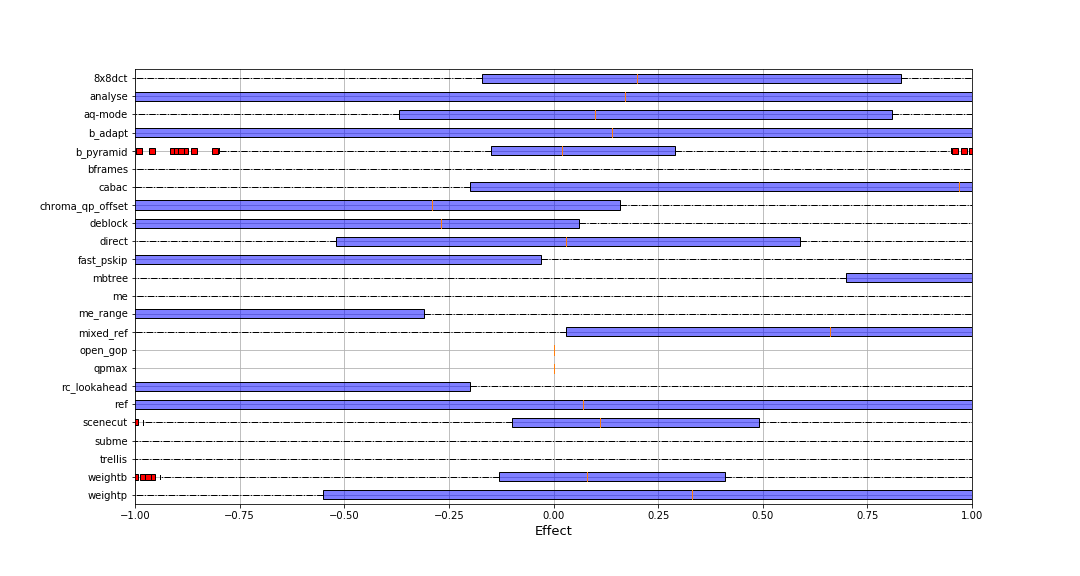 8x8dct
analyse
aq-mode
b_adapt
b_pyramid
bframes
cabac
chroma_qp_offset
deblock
direct
fast_pskip
mbtree
me
me_range
mixed_ref
open_gop
qpmax
rc_lookahead
ref
scenecut
subme
trellis
weightb
weightp
−1.00 −0.75 −0.50 −0.25 0.00 0.25 0.50 0.75 1.00
Effect